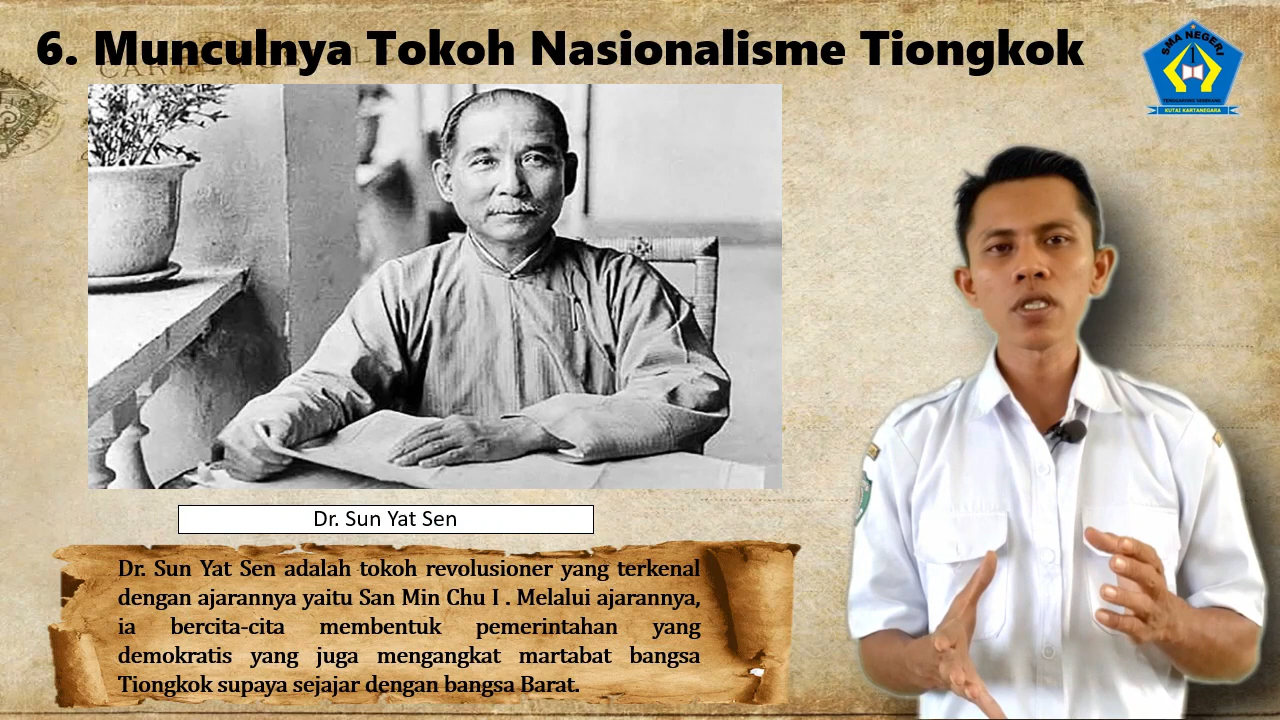 6. Munculnya Tokoh Nasionalisme Tiongkok
SMA NEGERI
TENGGARONG SEBERANG
KUTAI KARTANEGARA
Dr. Sun Yat Sen
Dr. Sun Yat Sen adalah tokoh revolusioner yang terkenal
dengan ajarannya yaitu San Min Chu I . Melalui ajarannya,
ia bercita-cita membentuk pemerintahan yang
demokratis yang juga mengangkat martabat bangsa
Tiongkok supaya sejajar dengan bangsa Barat.